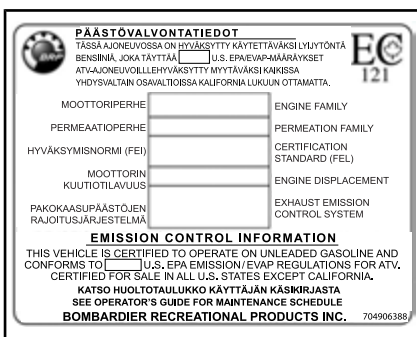 PÄÄSTÖVALVONTATIEDOT
TÄSSÄ AJONEUVOSSA ON HYVÄKSYTTY KÄYTETTÄVÄKSI LYIJYTÖNTÄ
BENSIINIÄ, JOKA TÄYTTÄÄ U.S. EPA/EVAP-MÄÄRÄYKSET
ATV-AJONEUVOILLLEHYVÄKSYTTY MYYTÄVÄKSI KAIKISSA
YHDYSVALTAIN OSAVALTIOISSA KALIFORNIA LUKUUN OTTAMATTA.
brp
EC
121
MOOTTORIPERHE ENGINE FAMILY
PERMEAATIOPERHE PERMEATION FAMILY
HYVÄKSYMISNORMI (FEI) CERTIFICATION
STANDARD (FEL)
MOOTTORIN
KUUTIOTILAVUUS ENGINE DISPLACEMENT
PAKOKAASUPÄÄSTÖJEN EXHAUST EMISSION
RAJOITUSJÄRJESTELMÄ CONTROL SYSTEM
EMISSION CONTROL INFORMATION
THIS VEHICLE IS CERTIFIED TO OPERATE ON UNLEADED GASOLINE AND
CONFORMS TO U.S. EPA EMISSION/EVAP REGULATIONS FOR ATV.
CERTIFIED FOR SALE IN ALL U.S. STATES EXCEPT CALIFORNIA.
KATSO HUOLTOTAULUKKO KÄYTTÄJÄN KÄSIKIRJASTA
SEE OPERATOR'S GUIDE FOR MAINTENANCE SCHEDULE
BOMBARDIER RECREATIONAL PRODUCTS INC. 704906388